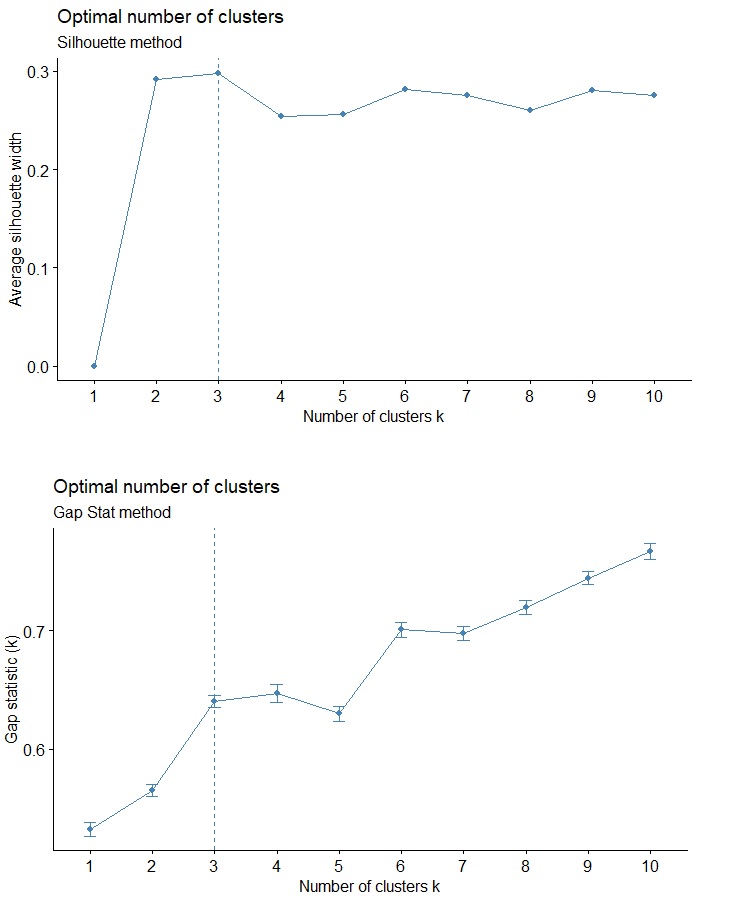 Optimal number of clusters
Silhouette method
Average silhouette width
0.3
0.2
0.1
0.0
1 2 3 4 5 6 7 8 9 10
Number of clusters k
Optimal number of clusters
Gap Stat method
Gap statistic (k)
0.7
0.6
1 2 3 4 5 6 7 8 9 10
Number of clusters k